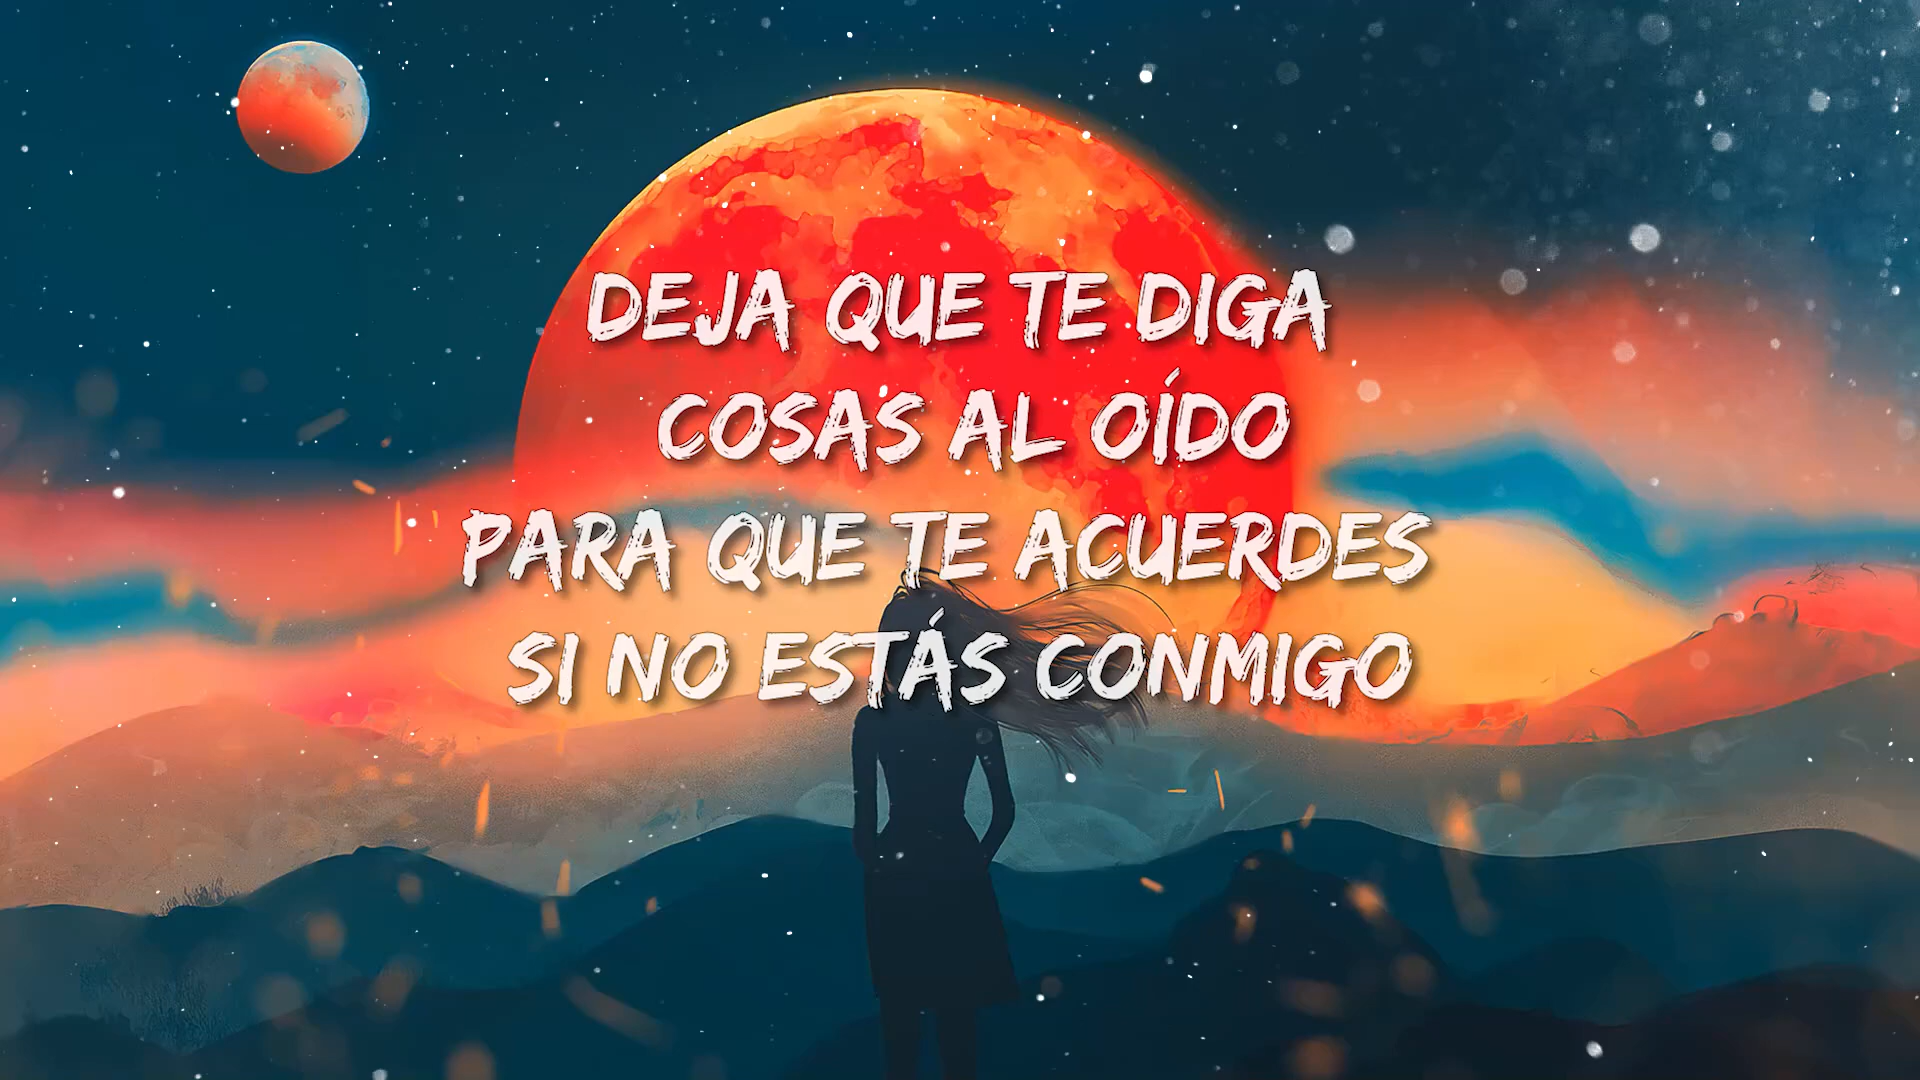 DEJA QUE TE DIGA
COSAS AL OÍDO
PARA QUE TE ACUERDES
SI NO ESTÁS CONMIGO